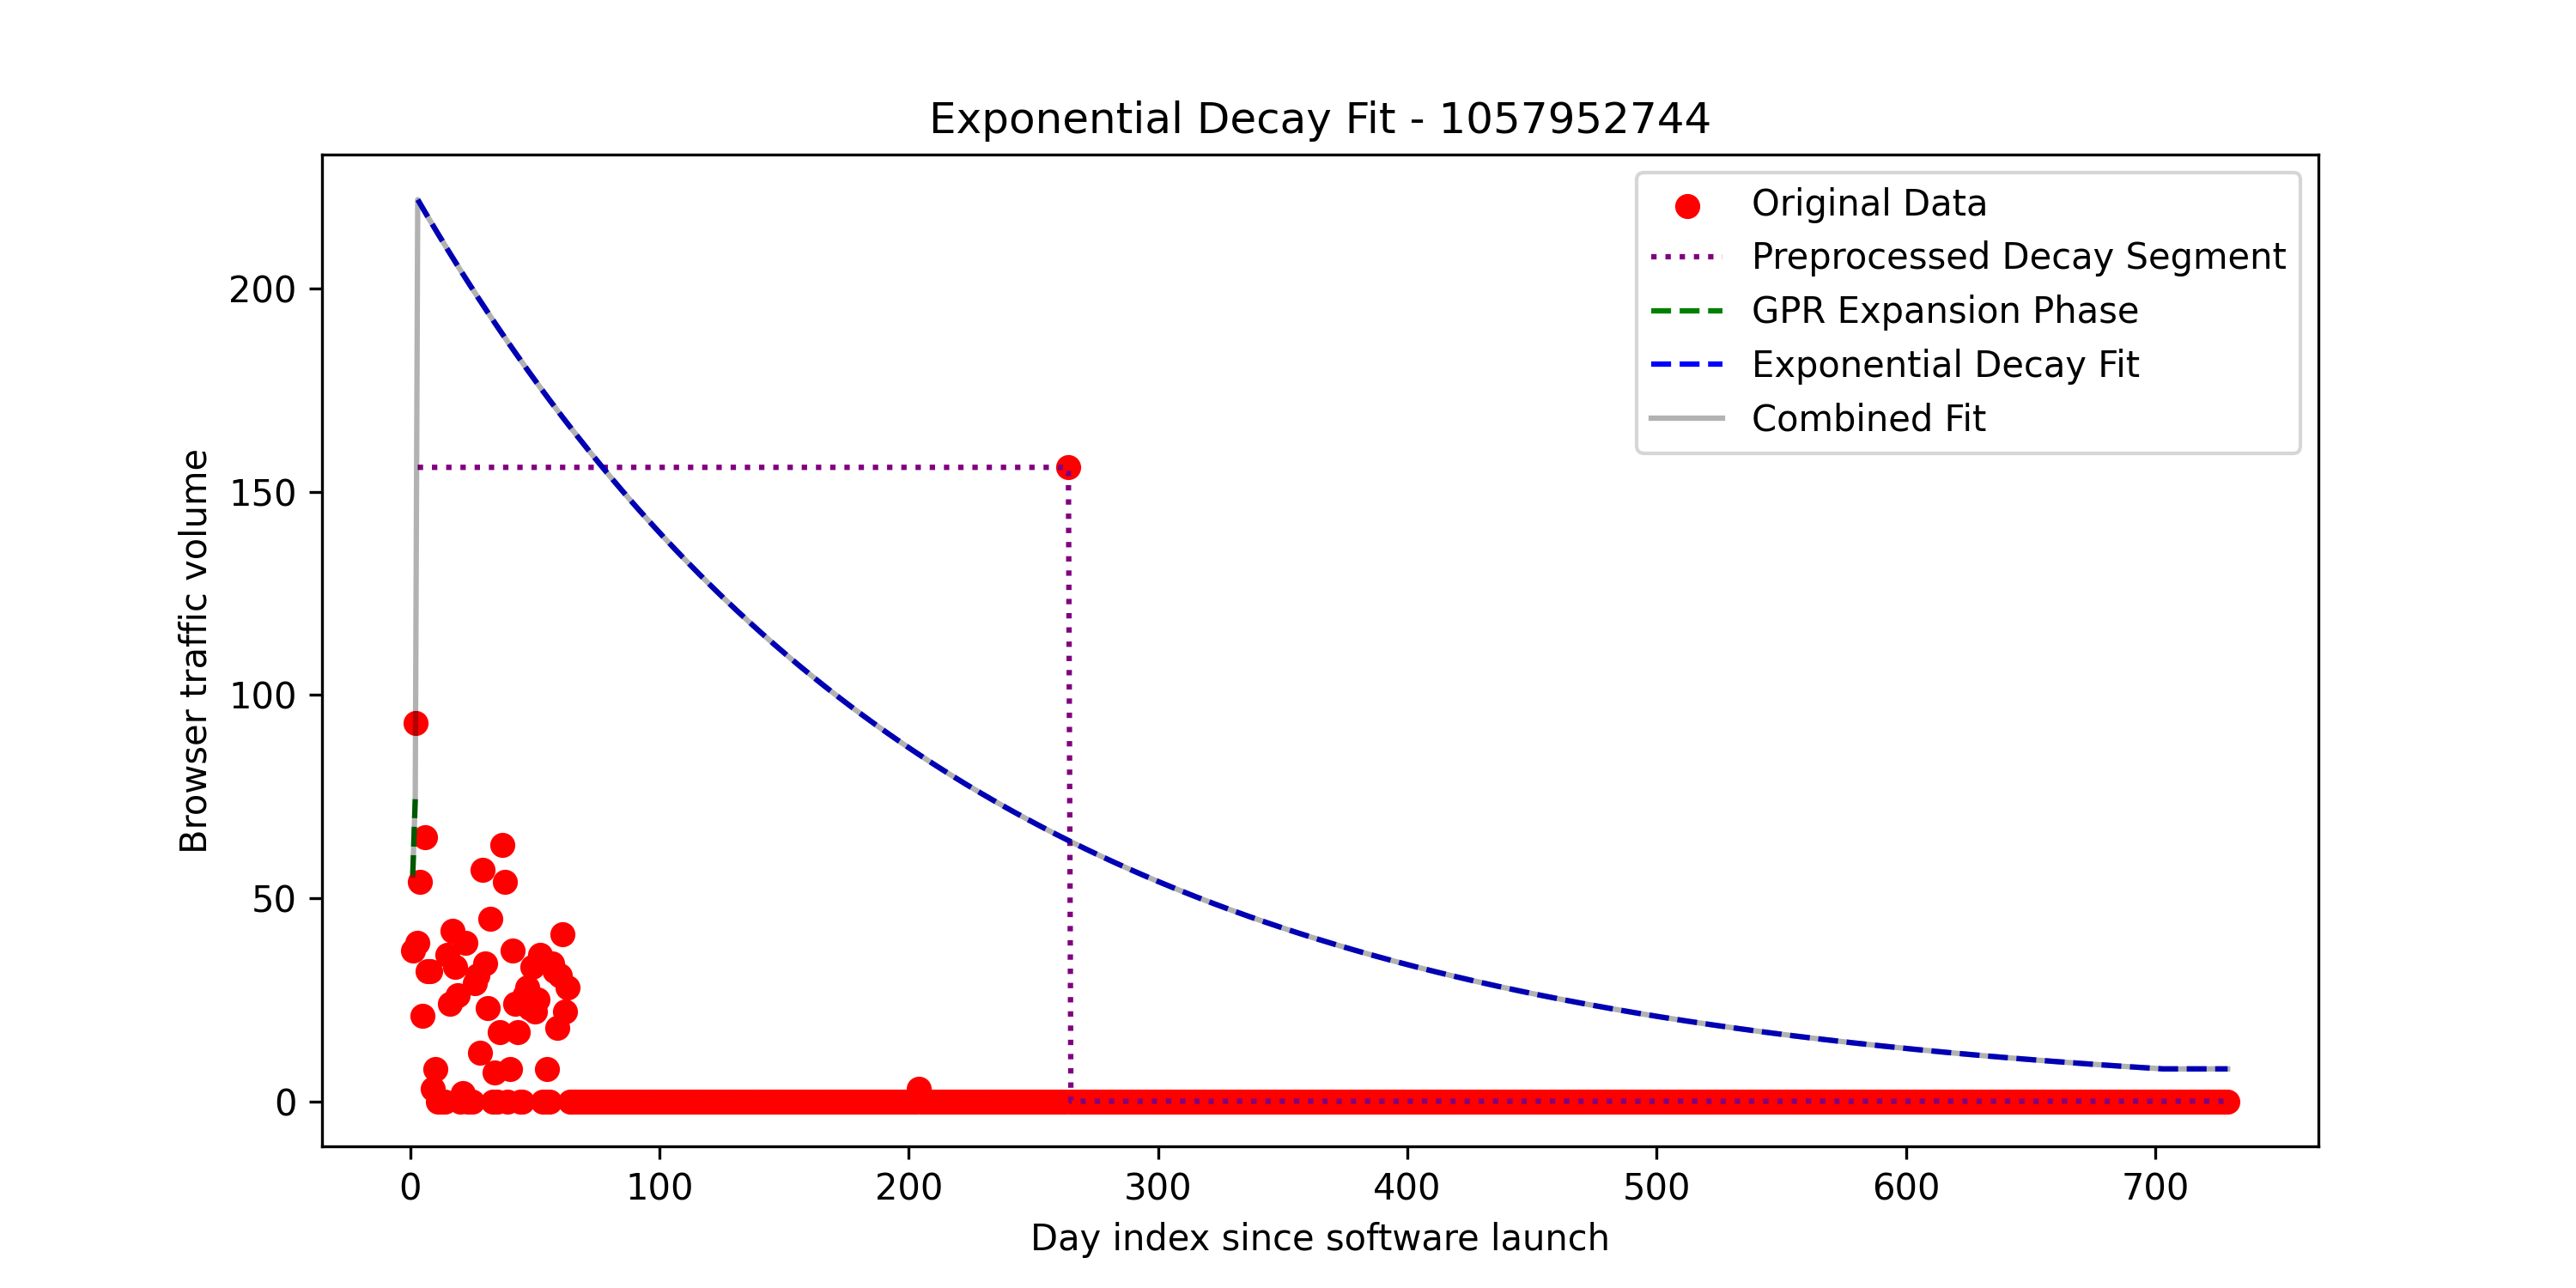 Exponential Decay Fit - 1057952744
Original Data
Preprocessed Decay Segment
GPR Expansion Phase
Exponential Decay Fit
Combined Fit
Browser traffic volume
200
150
100
50
0
0 100 200 300 400 500 600 700
Day index since software launch